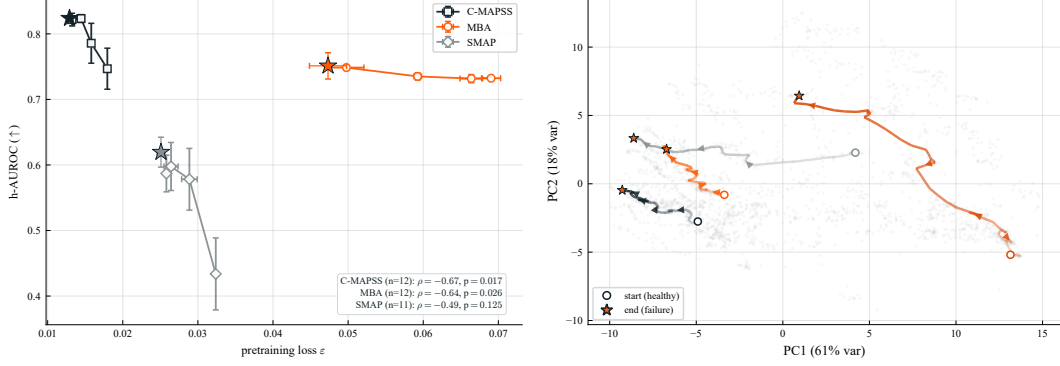 C-MAPSS
MBA
SMAP
h-AUROC (↑)
0.8
0.7
0.6
0.5
0.4
C-MAPSS (n=12): ρ = −0.67, p = 0.017
MBA (n=12): ρ = −0.64, p = 0.026
SMAP (n=11): ρ = −0.49, p = 0.125
0.01 0.02 0.03 0.04 0.05 0.06 0.07
pretraining loss ε
PC2 (18% var)
10
5
0
−5
−10
start (healthy)
end (failure)
−10 −5 0 5 10 15
PC1 (61% var)